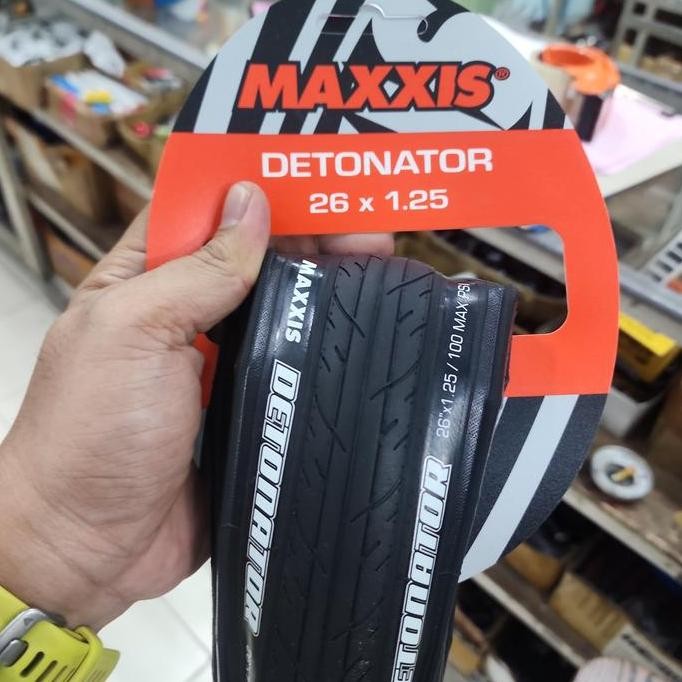 MAXXIS®
DETONATOR
26 x 1.25
MAXXIS
DETONATOR
26"x1.25 / 100 MAX PSI
DETONATOR